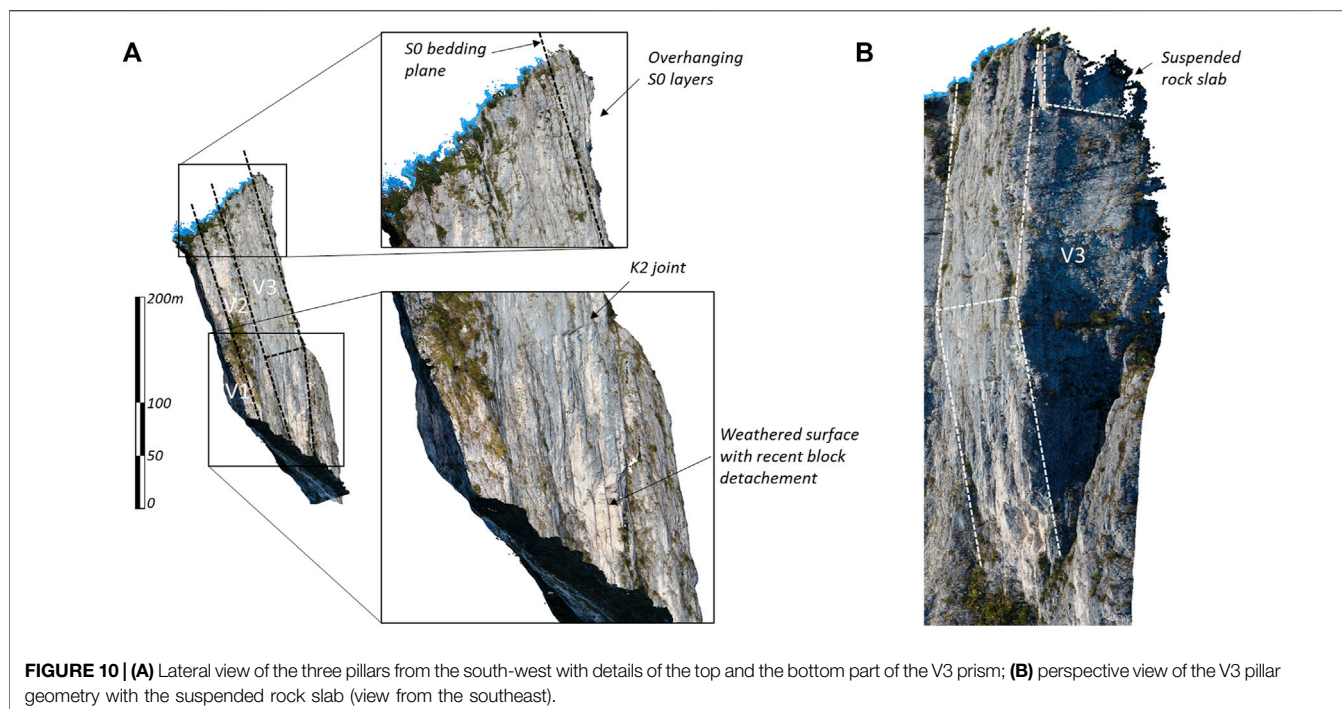 A
S0 bedding
plane
Overhanging
S0 layers
V3
V2
V1
200m
100
50
0
K2 joint
Weathered surface
with recent block
detachement
B
Suspended
rock slab
V3
FIGURE 10 | (A) Lateral view of the three pillars from the south-west with details of the top and the bottom part of the V3 prism; (B) perspective view of the V3 pillar
geometry with the suspended rock slab (view from the southeast).